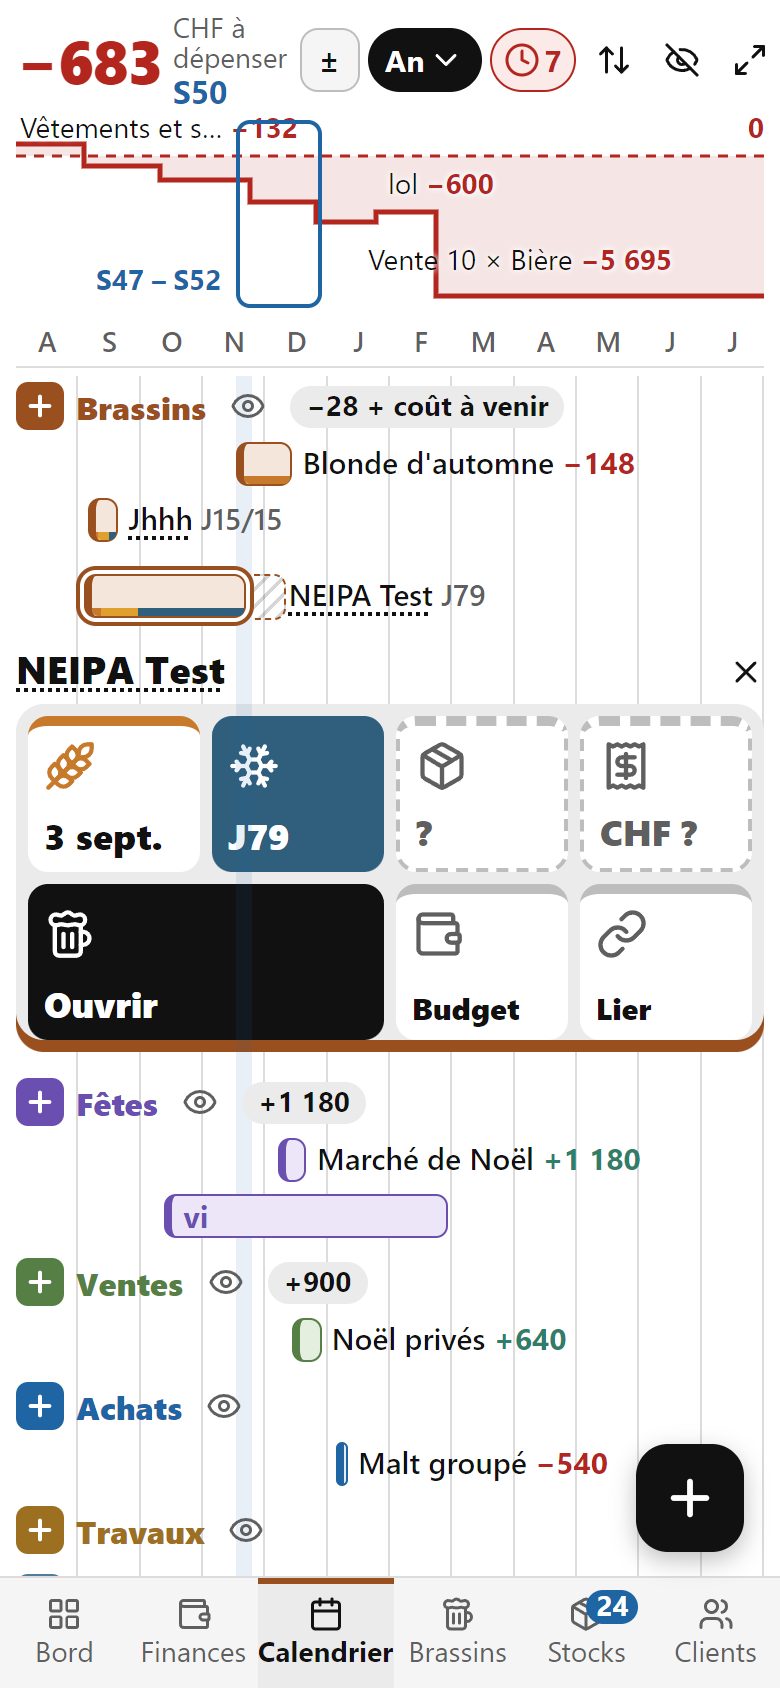 −683 CHF à dépenser S50 ± An 7
Vêtements et s... −132 0
lol −600
Vente 10 × Bière −5 695
S47 – S52
A S O N D J F M A M J J
Brassins −28 + coût à venir
Blonde d'automne −148
Jhhh J15/15
NEIPA Test J79
NEIPA Test
3 sept. J79 ? CHF ?
Ouvrir Budget Lier
Fêtes +1 180
Marché de Noël +1 180
vi
Ventes +900
Noël privés +640
Achats
Malt groupé −540
Travaux
24
Bord Finances Calendrier Brassins Stocks Clients